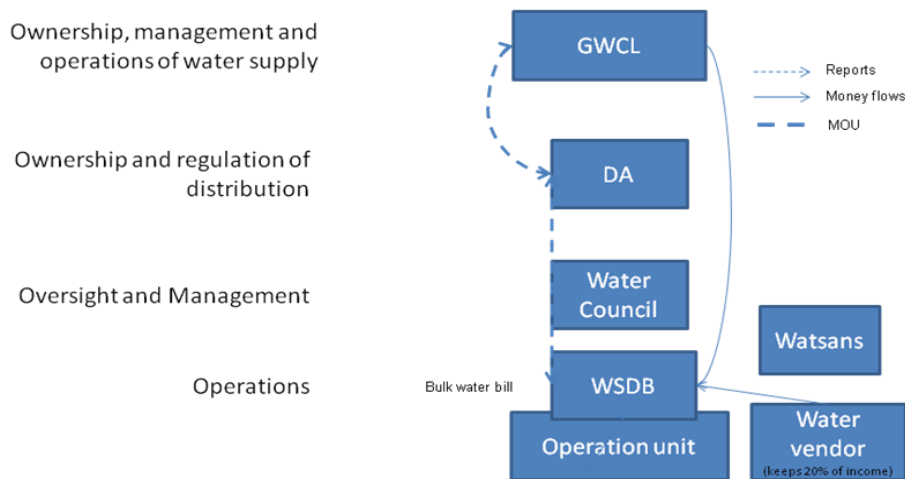 Ownership, management and
operations of water supply
GWCL
Reports
Money flows
MOU
Ownership and regulation of
distribution
DA
Oversight and Management
Water
Council
Watsans
Operations
Bulk water bill
WSDB
Operation unit
Water
vendor
(keeps 20% of income)